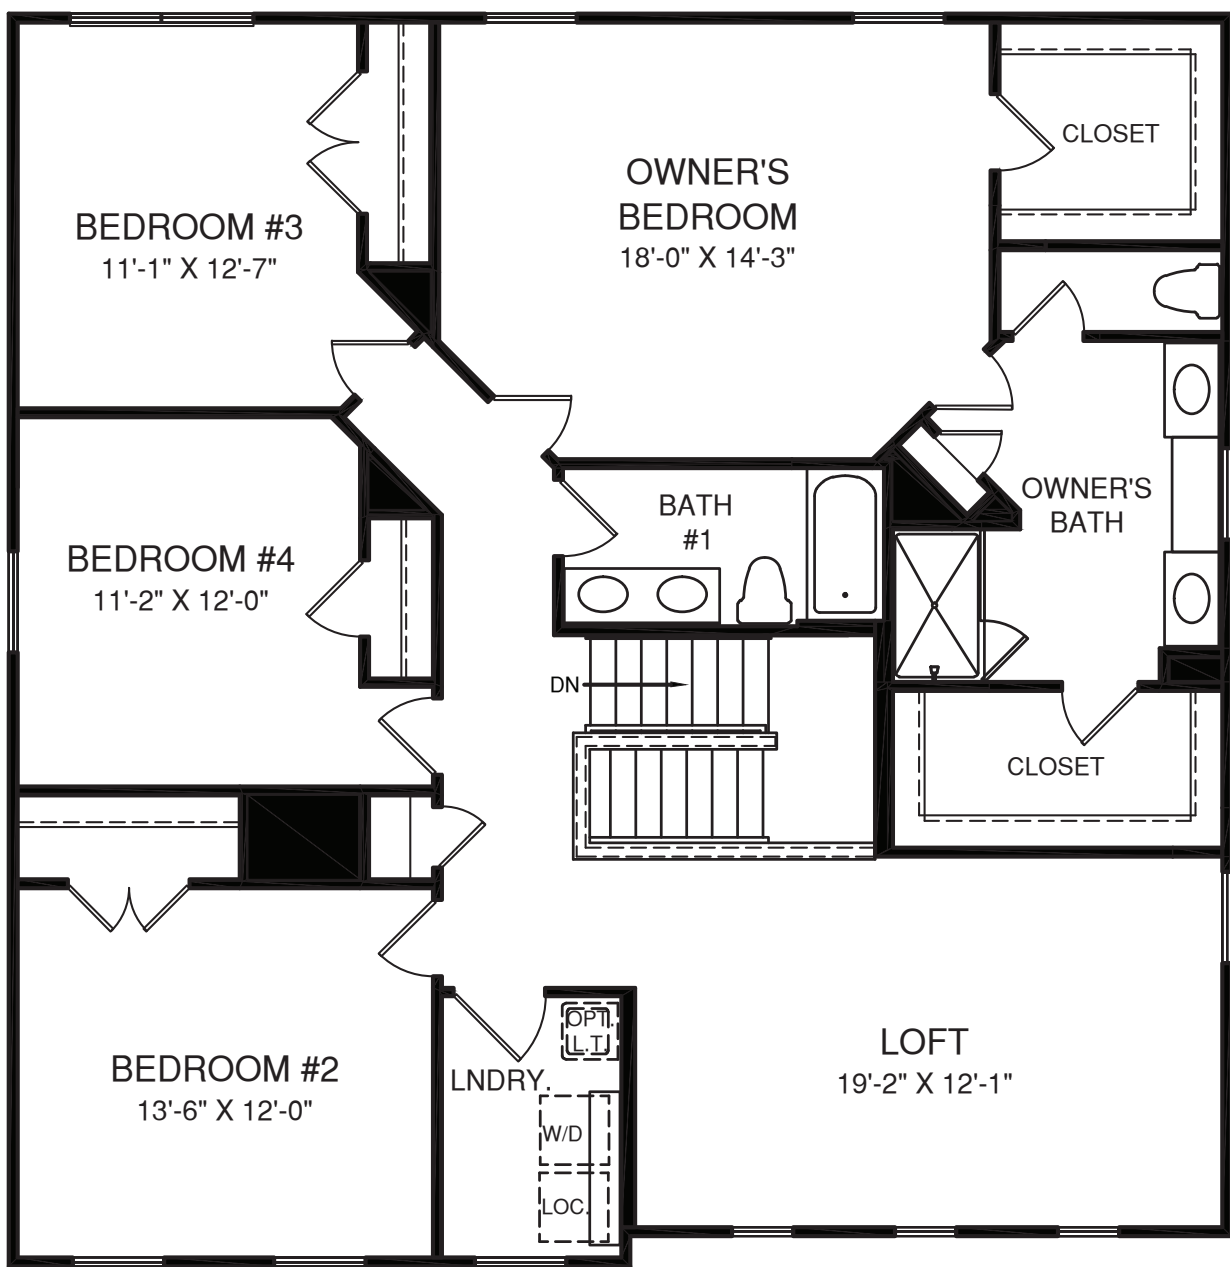 CLOSET
OWNER'S
BEDROOM
18'-0" X 14'-3"
BEDROOM #3
11'-1" X 12'-7"
OWNER'S
BATH
BATH
#1
BEDROOM #4
11'-2" X 12'-0"
DN
CLOSET
OPT.
L.T.
LOFT
19'-2" X 12'-1"
BEDROOM #2
13'-6" X 12'-0"
LNDRY.
W/D
LOC.